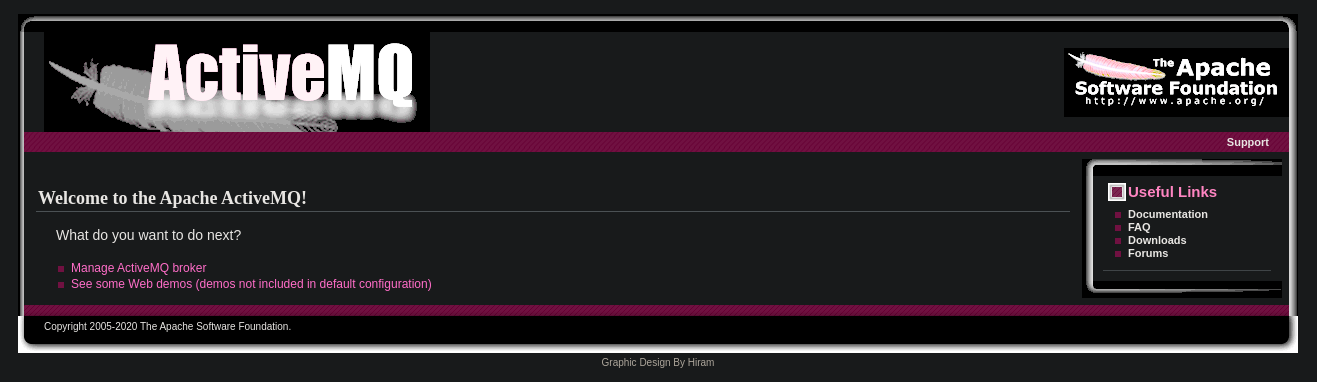 ActiveMQ
The Apache
Software Foundation
http://www.apache.org/
Support
Welcome to the Apache ActiveMQ!
What do you want to do next?
Manage ActiveMQ broker
See some Web demos (demos not included in default configuration)
Useful Links
Documentation
FAQ
Downloads
Forums
Copyright 2005-2020 The Apache Software Foundation.
Graphic Design By Hiram